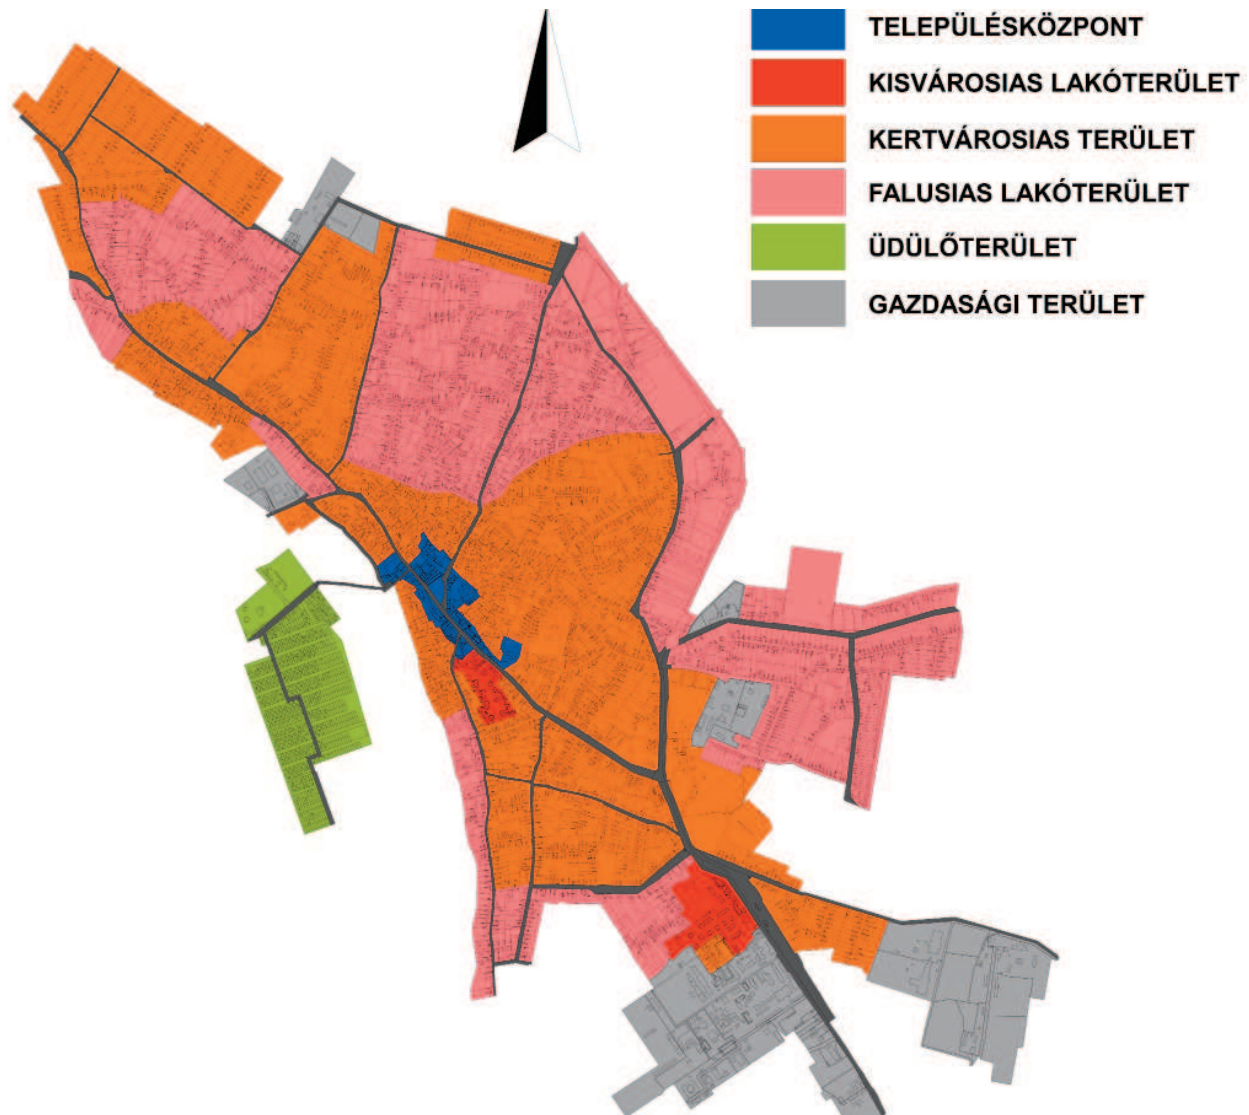 TELEPÜLÉSKÖZPONT
KISVÁROSIAS LAKÓTERÜLET
KERTVÁROSIAS TERÜLET
FALUSIAS LAKÓTERÜLET
ÜDÜLŐTERÜLET
GAZDASÁGI TERÜLET